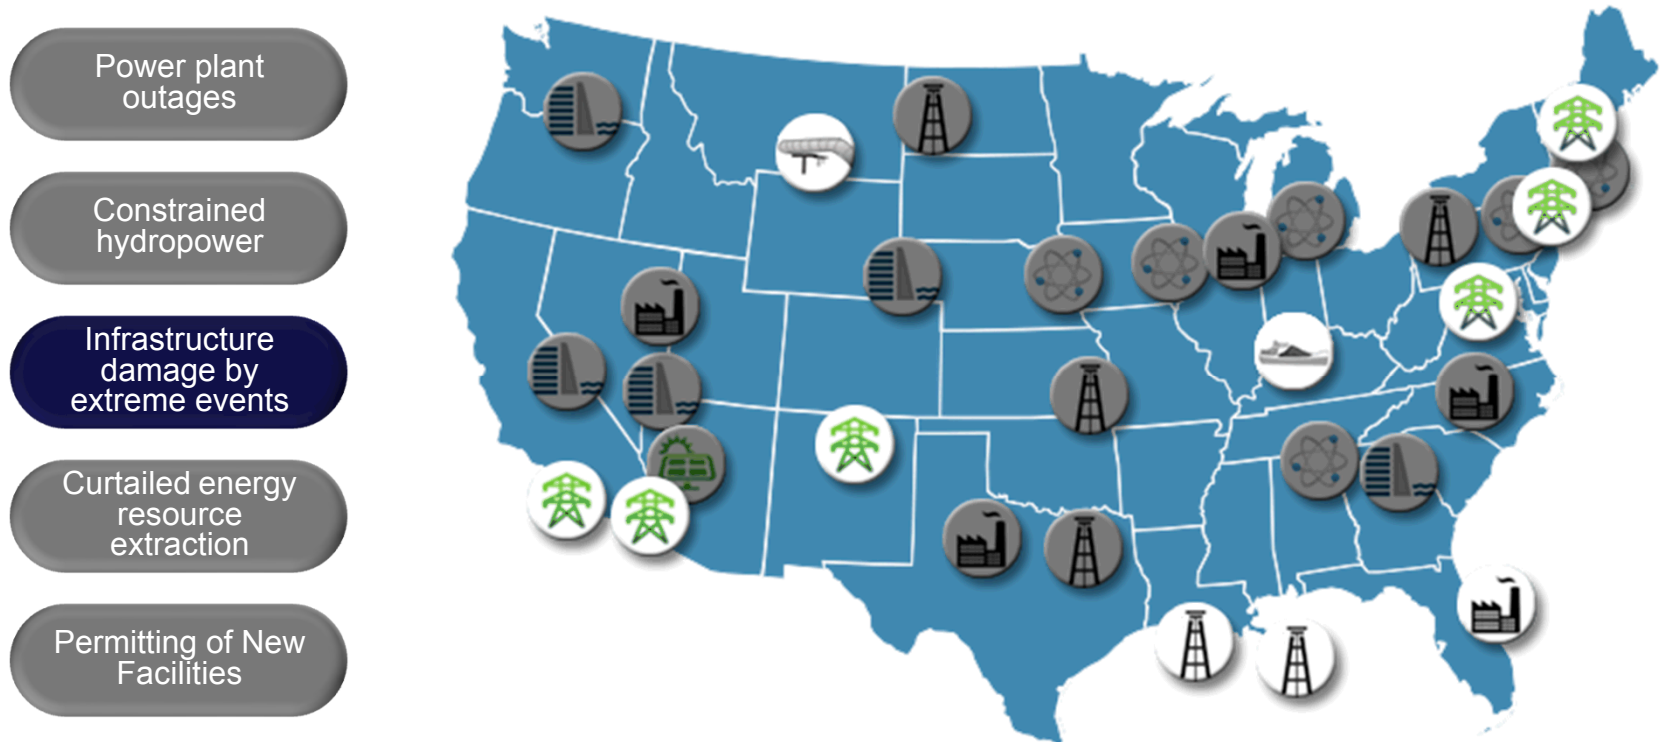 Power plant
outages
Constrained
hydropower
Infrastructure
damage by
extreme events
Curtailed energy
resource
extraction
Permitting of New
Facilities